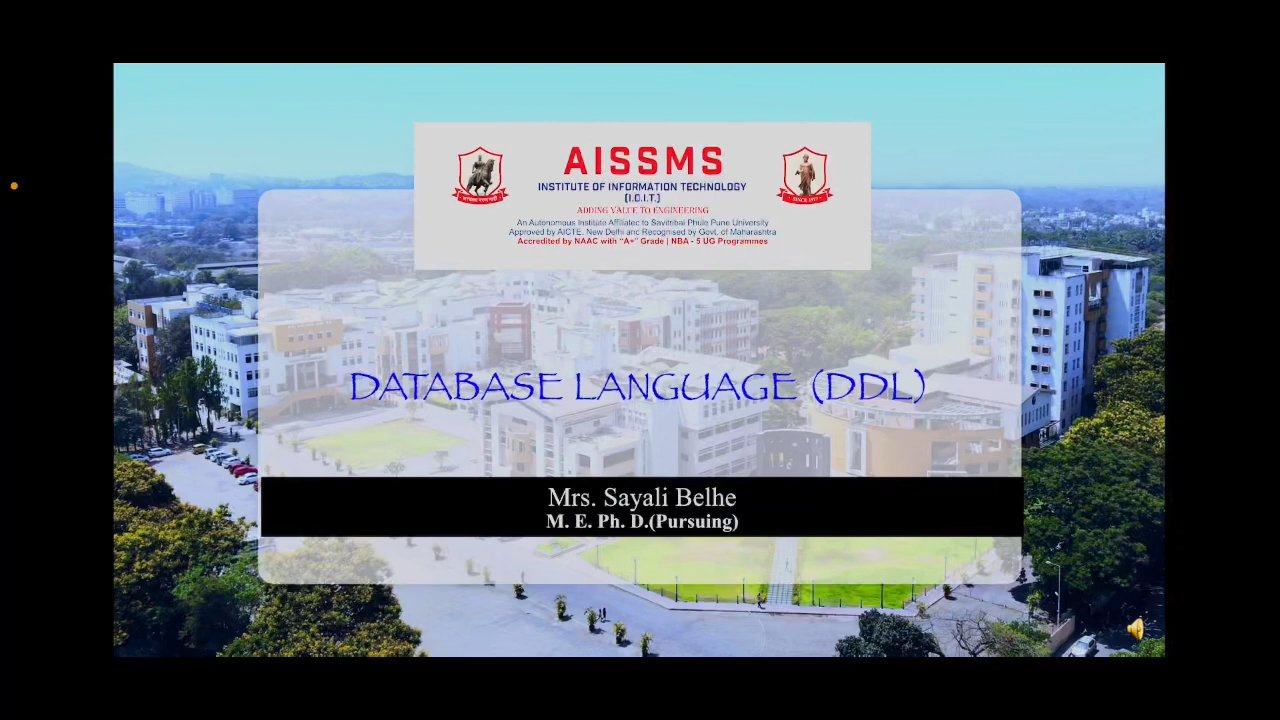 AISSMS
INSTITUTE OF INFORMATION TECHNOLOGY
(I.O.I.T.)
ADDING VALUE TO ENGINEERING
An Autonomous Institute Affiliated to Savitribai Phule Pune University
Approved by AICTE, New Delhi and Recognised by Govt. of Maharashtra
Accredited by NAAC with "A+" Grade | NBA - 5 UG Programmes
SINCE 1917
DATABASE LANGUAGE (DDL)
Mrs. Sayali Belhe
M. E. Ph. D.(Pursuing)